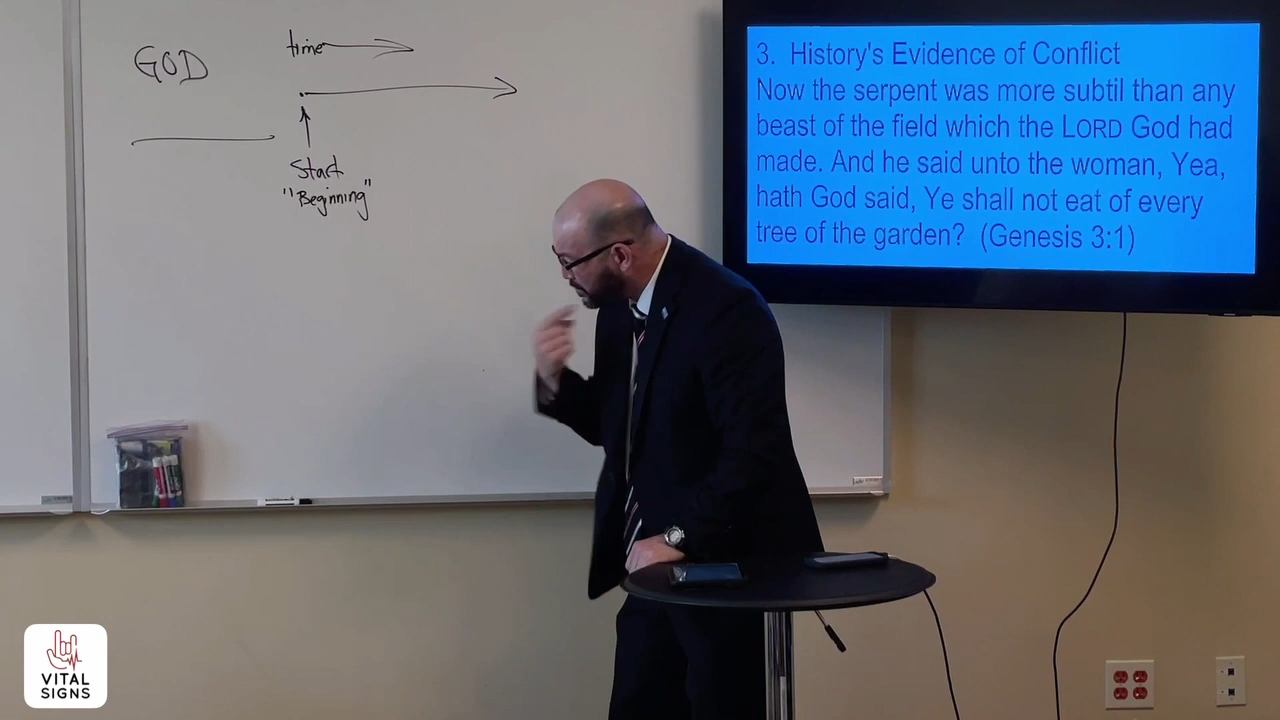 GOD
time
Start
"Beginning"
3. History's Evidence of Conflict
Now the serpent was more subtil than any
beast of the field which the LORD God had
made. And he said unto the woman, Yea,
hath God said, Ye shall not eat of every
tree of the garden? (Genesis 3:1)
VITAL
SIGNS